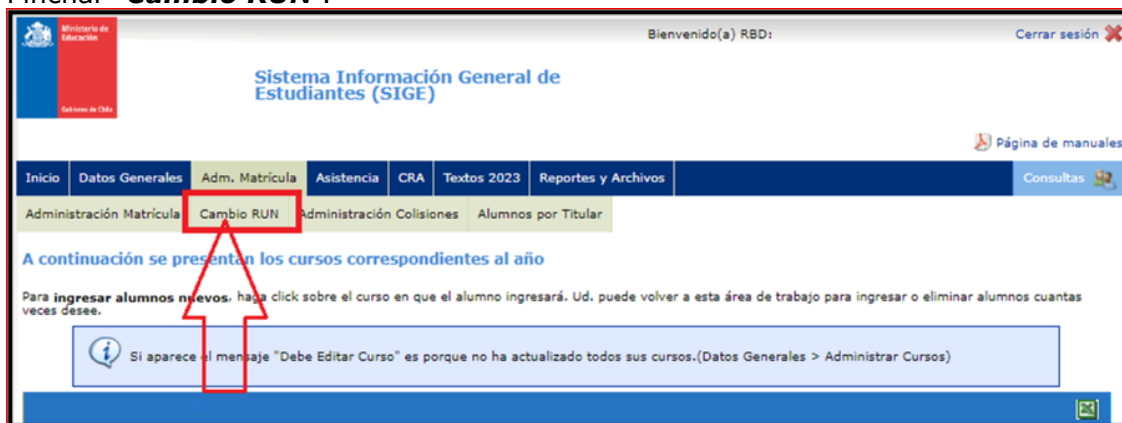 Pinchar "Cambio RUN".
Ministerio de
Educación
Gobierno de Chile
Bienvenido(a) RBD:
Cerrar sesión
Sistema Información General de
Estudiantes (SIGE)
Página de manuales
Inicio Datos Generales Adm. Matrícula Asistencia CRA Textos 2023 Reportes y Archivos Consultas
Administración Matrícula Cambio RUN Administración Colisiones Alumnos por Titular
A continuación se presentan los cursos correspondientes al año
Para ingresar alumnos nuevos, haga click sobre el curso en que el alumno ingresará. Ud. puede volver a esta área de trabajo para ingresar o eliminar alumnos cuantas
veces desee.
Si aparece el mensaje "Debe Editar Curso" es porque no ha actualizado todos sus cursos.(Datos Generales > Administrar Cursos)